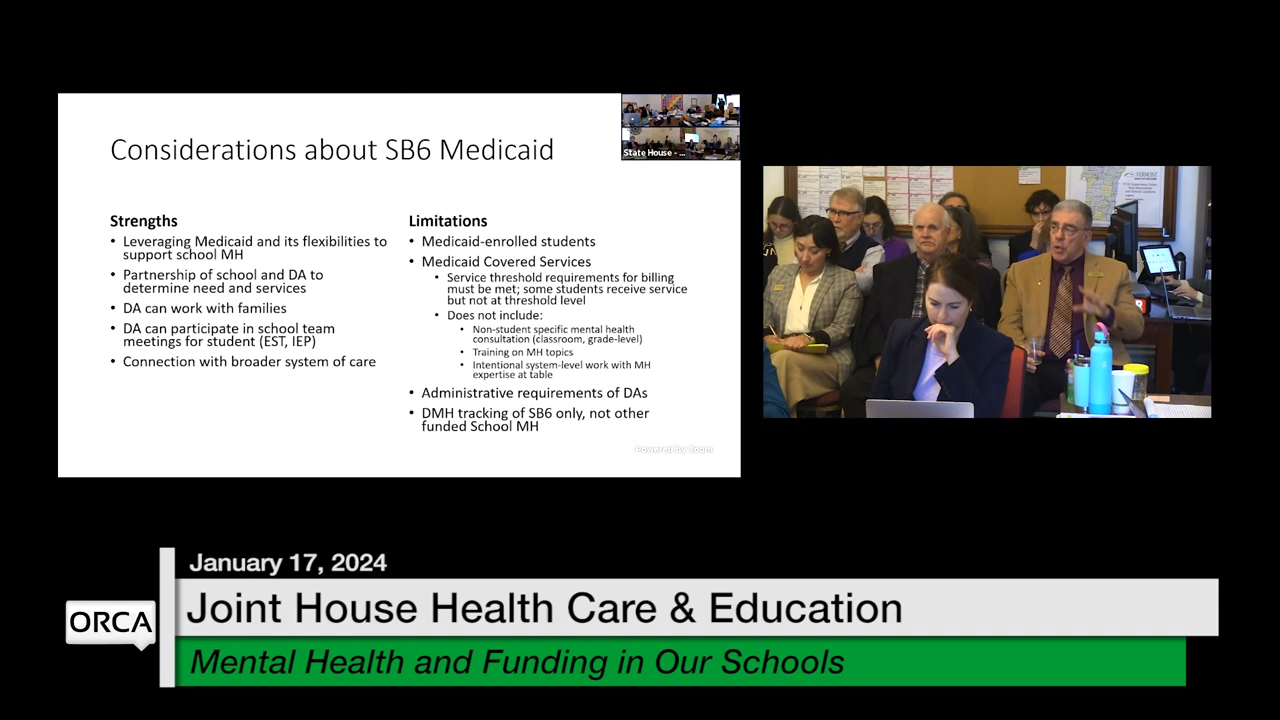 Considerations about SB6 Medicaid
State House - ...
Strengths
• Leveraging Medicaid and its flexibilities to
support school MH
• Partnership of school and DA to
determine need and services
• DA can work with families
• DA can participate in school team
meetings for student (EST, IEP)
• Connection with broader system of care
Limitations
• Medicaid-enrolled students
• Medicaid Covered Services
• Service threshold requirements for billing
must be met; some students receive service
but not at threshold level
• Does not include:
• Non-student specific mental health
consultation (classroom, grade-level)
• Training on MH topics
• Intentional system-level work with MH
expertise at table
• Administrative requirements of DAs
• DMH tracking of SB6 only, not other
funded School MH
Powered by Zoom
VERMONT
January 17, 2024
ORCA
Joint House Health Care & Education
Mental Health and Funding in Our Schools